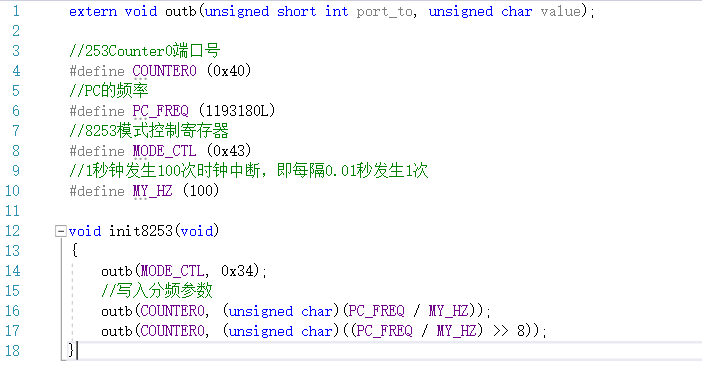 1 extern void outb(unsigned short int port_to, unsigned char value);
2
3 //253Counter0端口号
4 #define COUNTER0 (0x40)
5 //PC的频率
6 #define PC_FREQ (1193180L)
7 //8253模式控制寄存器
8 #define MODE_CTL (0x43)
9 //1秒钟发生100次时钟中断，即每隔0.01秒发生1次
10 #define MY_HZ (100)
11
12 void init8253(void)
13 {
14 outb(MODE_CTL, 0x34);
15 //写入分频参数
16 outb(COUNTER0, (unsigned char)(PC_FREQ / MY_HZ));
17 outb(COUNTER0, (unsigned char)((PC_FREQ / MY_HZ) >> 8));
18 }